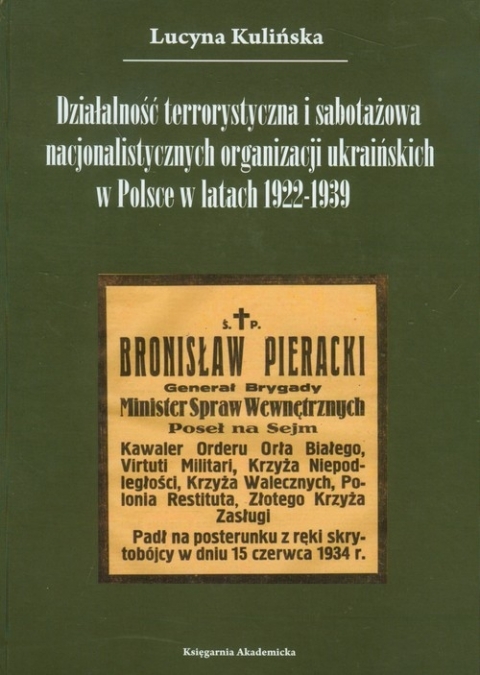 Lucyna Kulińska
Działalność terrorystyczna i sabotażowa
nacjonalistycznych organizacji ukraińskich
w Polsce w latach 1922-1939
Ś. ✝ P.
BRONISŁAW PIERACKI
Generał Brygady
Minister Spraw Wewnętrznych
Poseł na Sejm
Kawaler Orderu Orła Białego,
Virtuti Militari, Krzyża Niepod-
ległości, Krzyża Walecznych, Po-
lonia Restituta, Złotego Krzyża
Zasługi
Padł na posterunku z ręki skry-
tobójcy w dniu 15 czerwca 1934 r.
Księgarnia Akademicka